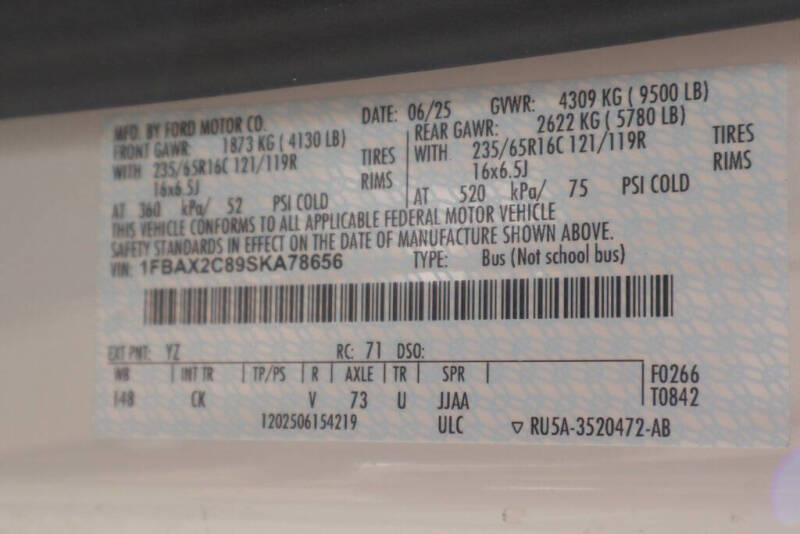 MFD. BY FORD MOTOR CO. DATE: 06/25 GVWR: 4309 KG ( 9500 LB)
FRONT GAWR: 1873 KG ( 4130 LB) REAR GAWR: 2622 KG ( 5780 LB)
WITH 235/65R16C 121/119R TIRES WITH 235/65R16C 121/119R TIRES
16x6.5J RIMS 16x6.5J RIMS
AT 360 kPa/ 52 PSI COLD AT 520 kPa/ 75 PSI COLD
THIS VEHICLE CONFORMS TO ALL APPLICABLE FEDERAL MOTOR VEHICLE
SAFETY STANDARDS IN EFFECT ON THE DATE OF MANUFACTURE SHOWN ABOVE.
VIN: 1FBAX2C89SKA78656 TYPE: Bus (Not school bus)
EXT PNT: YZ RC: 71 DSO:
WB INT TR TP/PS R AXLE TR SPR F0266
148 CK V 73 U JJAA T0842
1202506154219 ULC ▽ RU5A-3520472-AB